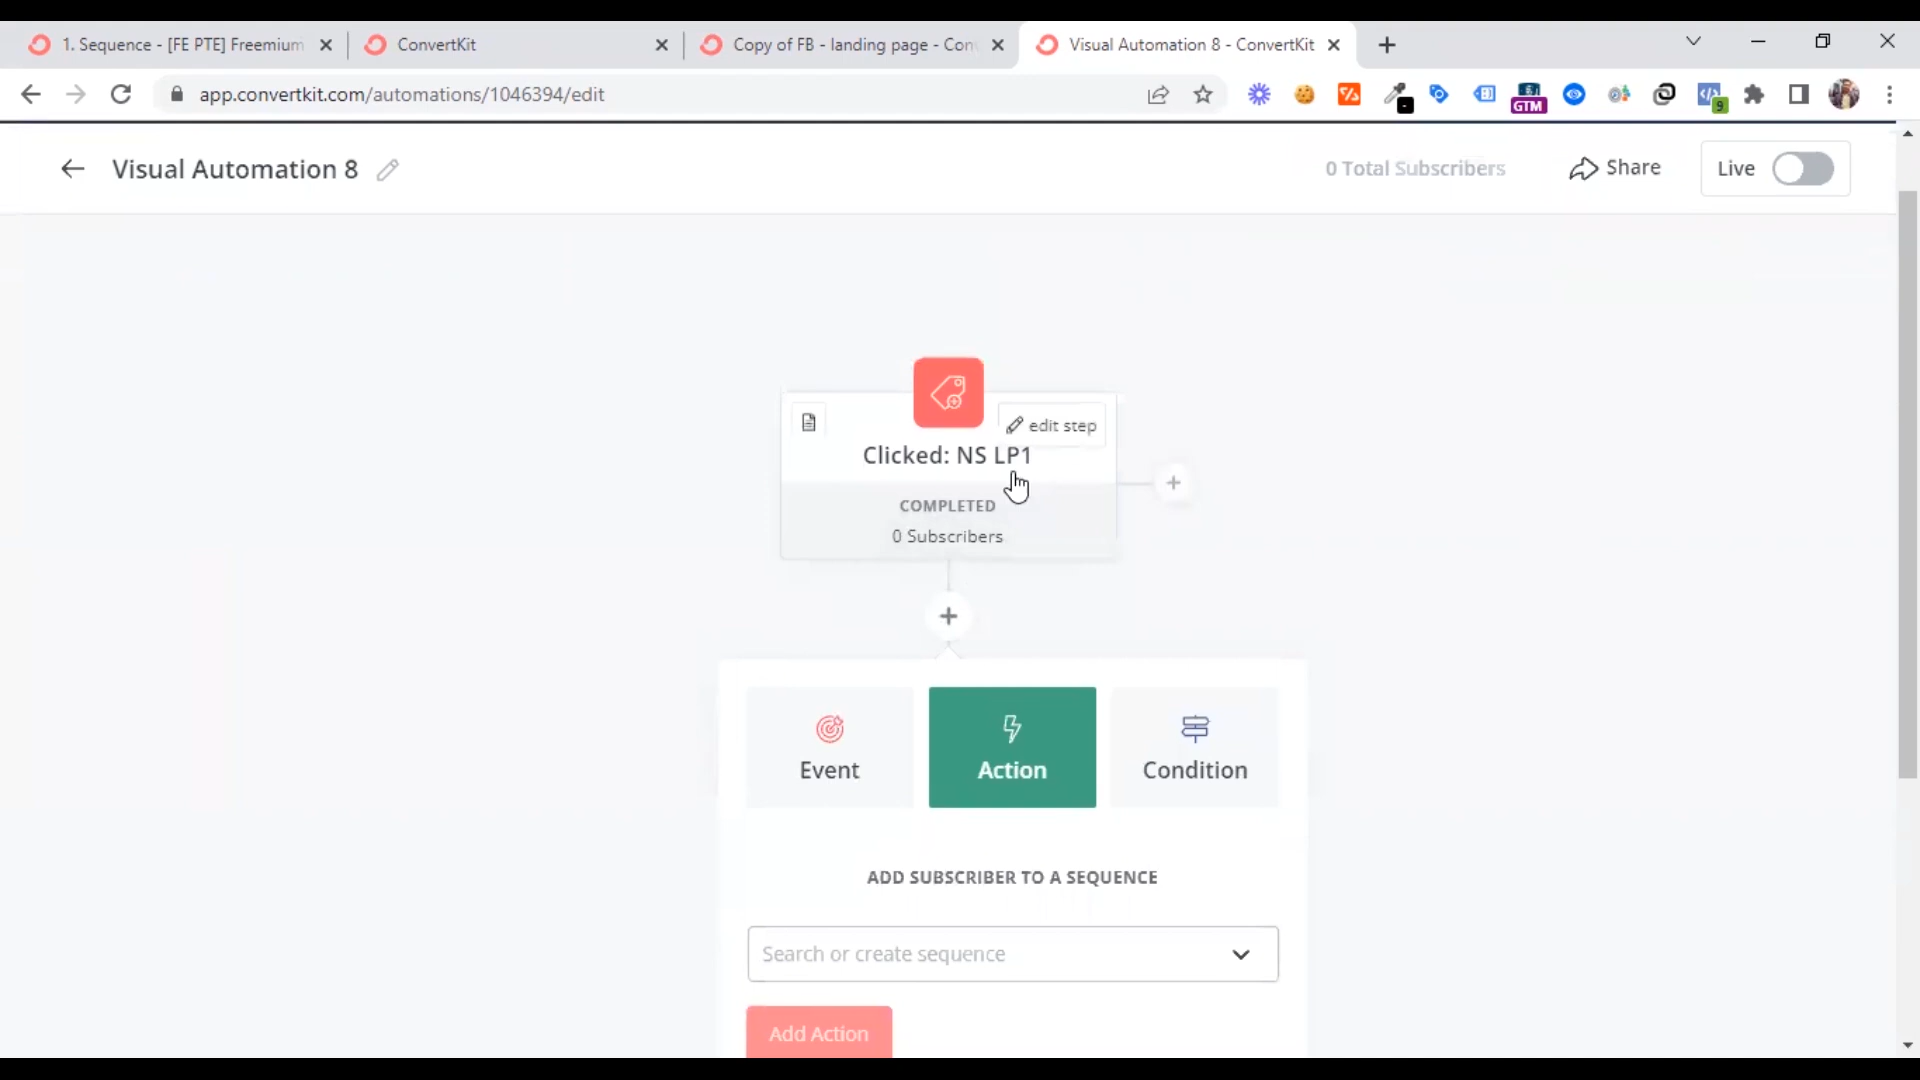 1. Sequence - [FE PTE] Freemium
ConvertKit
Copy of FB - landing page - Con
Visual Automation 8 - ConvertKit
app.convertkit.com/automations/1046394/edit
GTM
9
Visual Automation 8
0 Total Subscribers
Share
Live
edit step
Clicked: NS LP1
COMPLETED
0 Subscribers
Event
Action
Condition
ADD SUBSCRIBER TO A SEQUENCE
Search or create sequence
Add Action